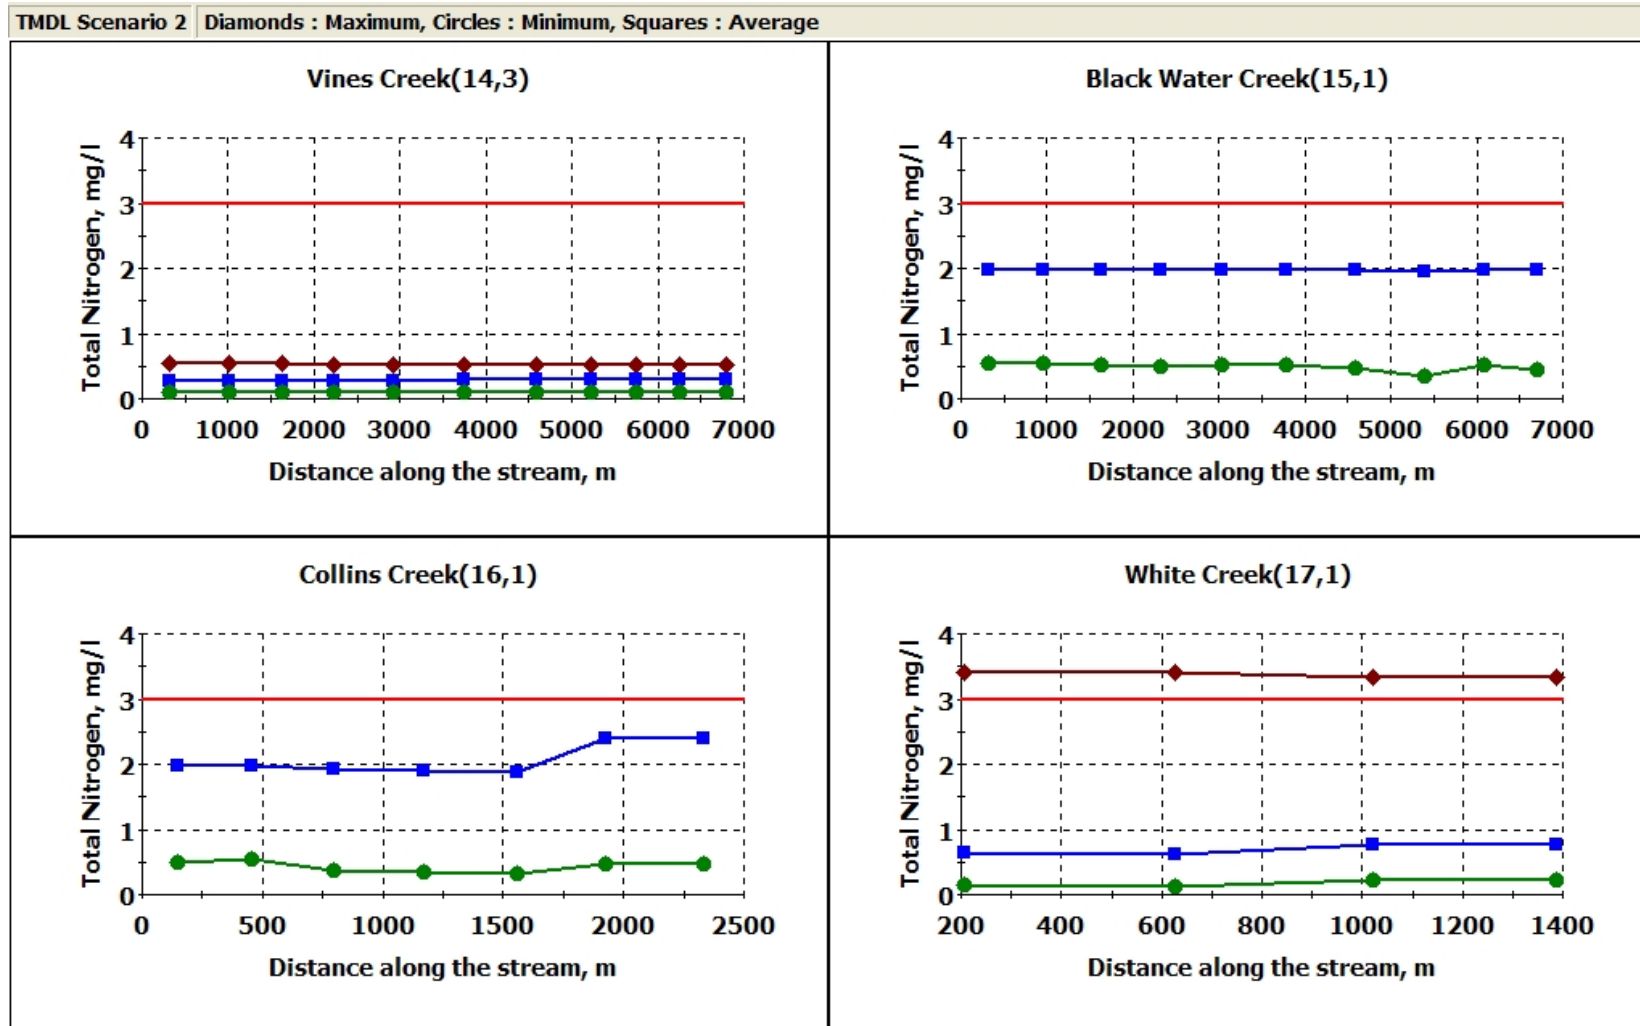 TMDL Scenario 2 Diamonds : Maximum, Circles : Minimum, Squares : Average
Vines Creek(14,3)
Total Nitrogen, mg/l
4
3
2
1
0
0 1000 2000 3000 4000 5000 6000 7000
Distance along the stream, m
Black Water Creek(15,1)
Total Nitrogen, mg/l
4
3
2
1
0
0 1000 2000 3000 4000 5000 6000 7000
Distance along the stream, m
Collins Creek(16,1)
Total Nitrogen, mg/l
4
3
2
1
0
0 500 1000 1500 2000 2500
Distance along the stream, m
White Creek(17,1)
Total Nitrogen, mg/l
4
3
2
1
0
200 400 600 800 1000 1200 1400
Distance along the stream, m